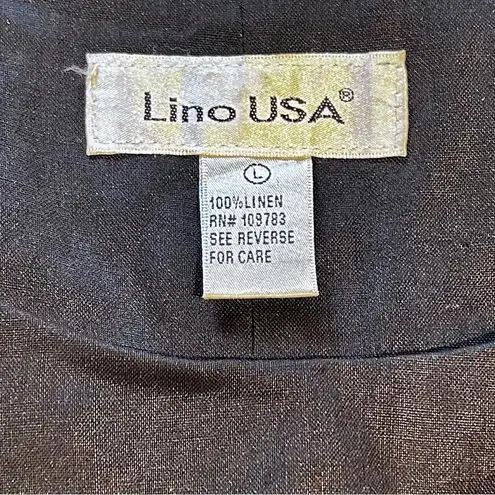 Lino USA®
L
100% LINEN
RN# 109783
SEE REVERSE
FOR CARE